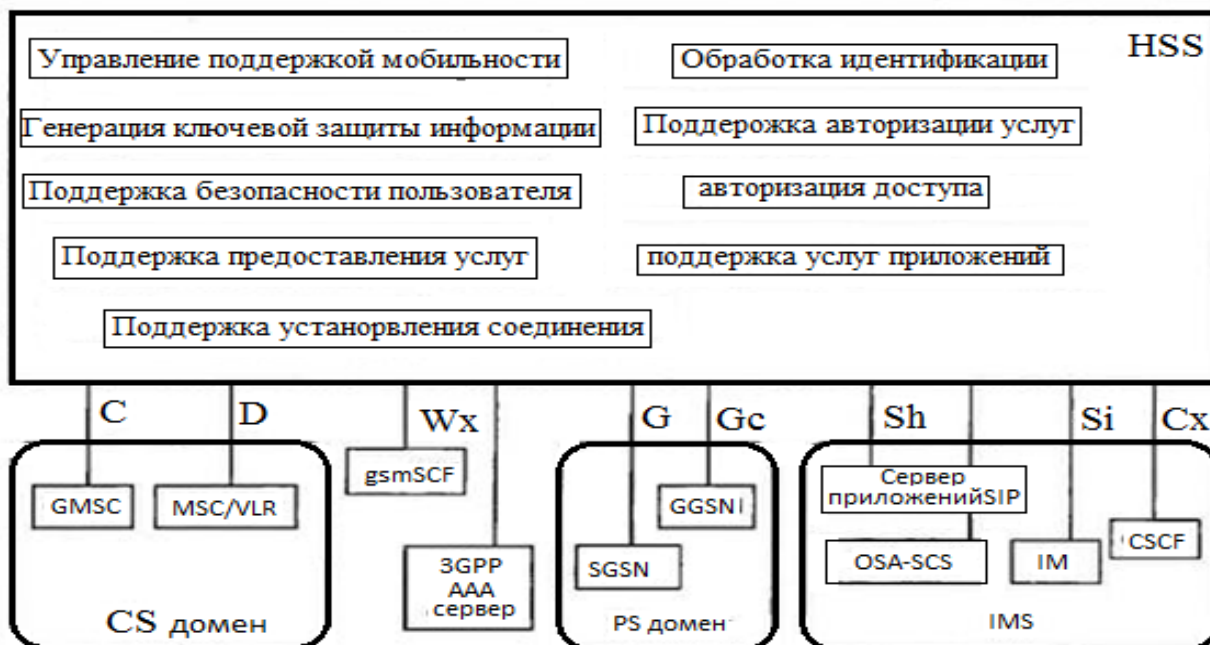 HSS
Управление поддержкой мобильности
Обработка идентификации
Генерация ключевой защиты информации
Поддерожка авторизации услуг
Поддержка безопасности пользователя
авторизация доступа
Поддержка предоставления услуг
поддержка услуг приложений
Поддержка устанорвления соединения
C
D
Wx
G
Gc
Sh
Si
Cx
gsmSCF
Сервер
приложенийSIP
GMSC
MSC/VLR
GGSN
CSCF
3GPP
AAA
сервер
SGSN
OSA-SCS
IM
CS домен
PS домен
IMS